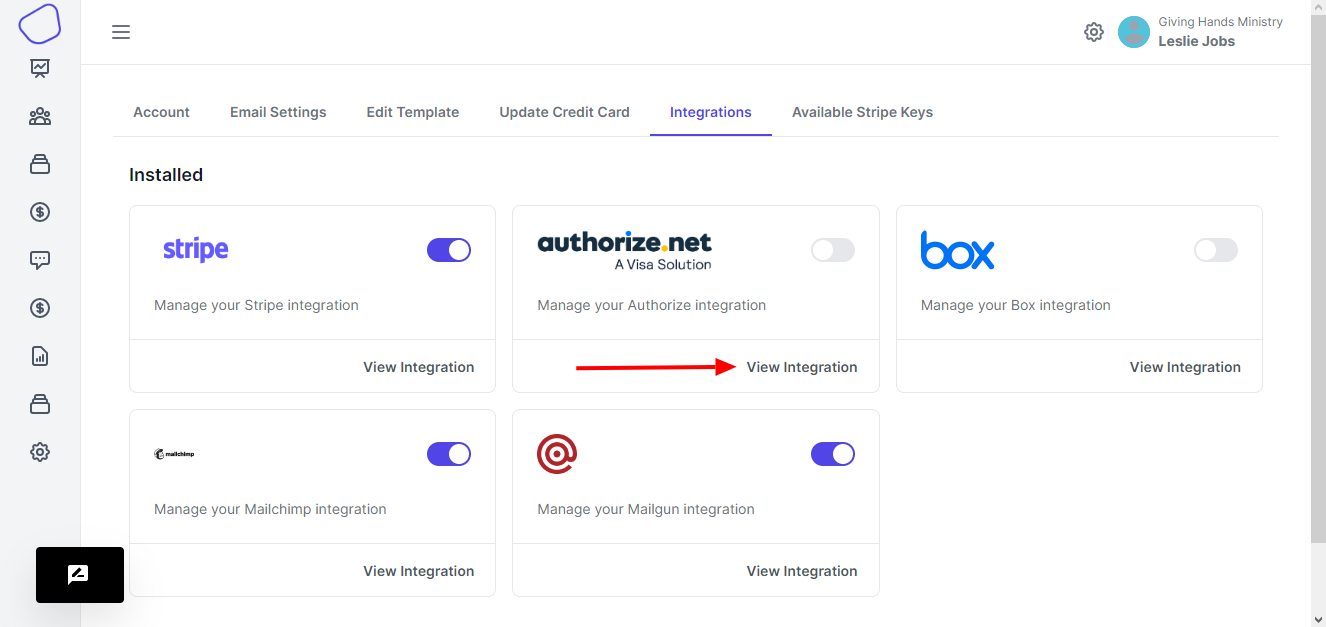 Giving Hands Ministry
Leslie Jobs
Account Email Settings Edit Template Update Credit Card Integrations Available Stripe Keys
Installed
stripe
Manage your Stripe integration
View Integration
authorize.net
A Visa Solution
Manage your Authorize integration
View Integration
box
Manage your Box integration
View Integration
mailchimp
Manage your Mailchimp integration
View Integration
Manage your Mailgun integration
View Integration